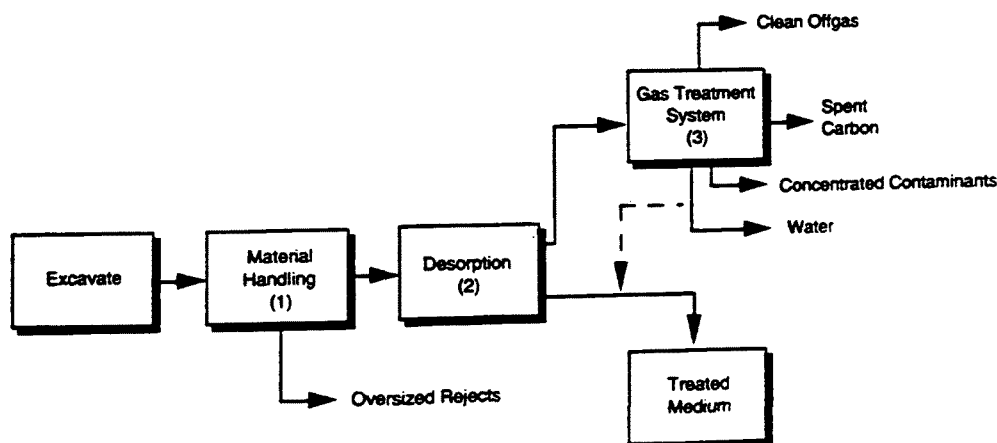 Clean Offgas
Gas Treatment
System
(3)
Spent
Carbon
Concentrated Contaminants
Water
Excavate
Material
Handling
(1)
Desorption
(2)
Oversized Rejects
Treated
Medium